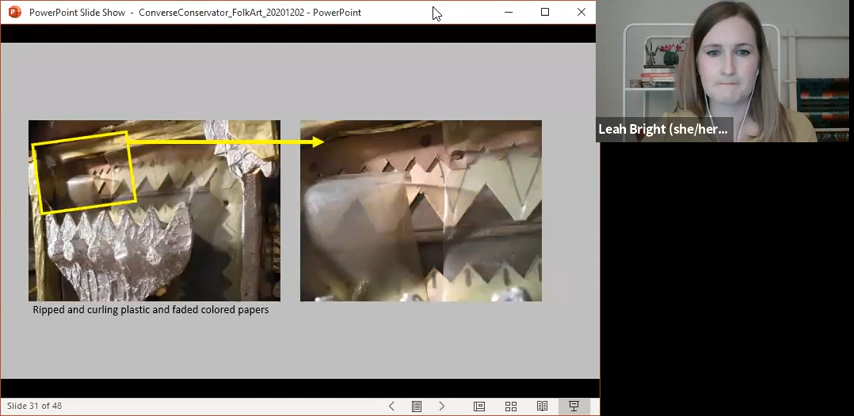 PowerPoint Slide Show - ConverseConservator_FolkArt_20201202 - PowerPoint
Leah Bright (she/her...
Ripped and curling plastic and faded colored papers
Slide 31 of 48